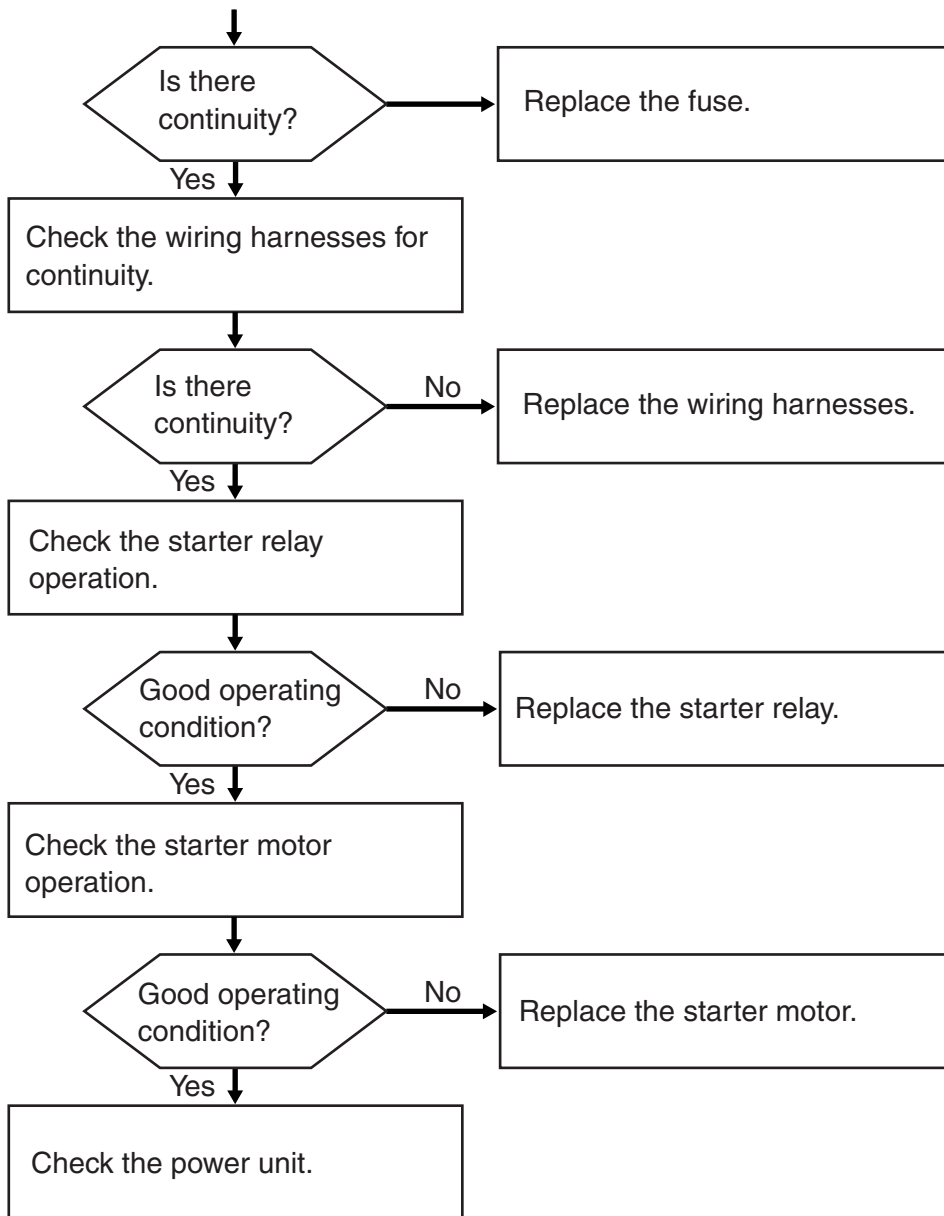 Is there
continuity?
Replace the fuse.
Yes
Check the wiring harnesses for
continuity.
Is there
continuity?
No
Replace the wiring harnesses.
Yes
Check the starter relay
operation.
Good operating
condition?
No
Replace the starter relay.
Yes
Check the starter motor
operation.
Good operating
condition?
No
Replace the starter motor.
Yes
Check the power unit.